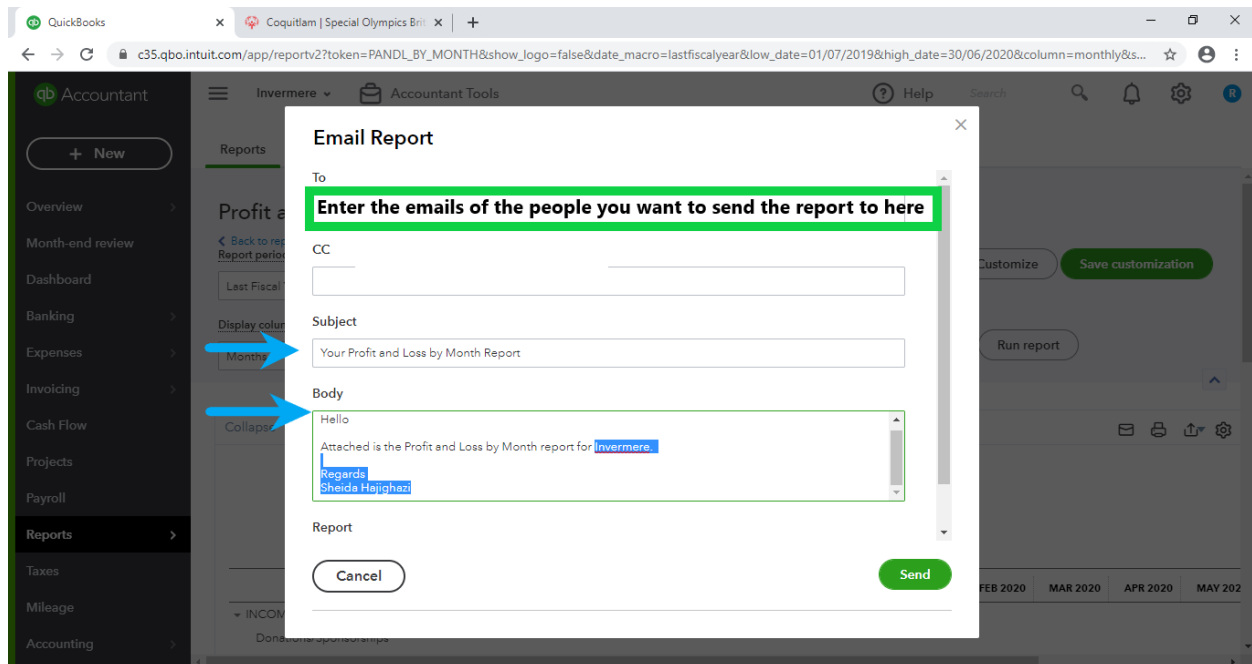 QuickBooks
Coquitlam | Special Olympics Brit
c35.qbo.intuit.com/app/reportv2?token=PANDL_BY_MONTH&show_logo=false&date_macro=lastfiscalyear&low_date=01/07/2019&high_date=30/06/2020&column=monthly&s...
qb Accountant
Invermere
Accountant Tools
Help
Search
R
+ New
Overview
Month-end review
Dashboard
Banking
Expenses
Invoicing
Cash Flow
Projects
Payroll
Reports
Taxes
Mileage
Accounting
Reports
Profit a
Back to rep
Report period
Last Fiscal
Display colum
Months
Collapse
Customize
Save customization
Run report
Email Report
To
Enter the emails of the people you want to send the report to here
CC
Subject
Your Profit and Loss by Month Report
Body
Hello
Attached is the Profit and Loss by Month report for Invermere.
Regards
Sheida Hajighazi
Report
Cancel
Send
FEB 2020 MAR 2020 APR 2020 MAY 202
INCOM
Donations/Sponsorships